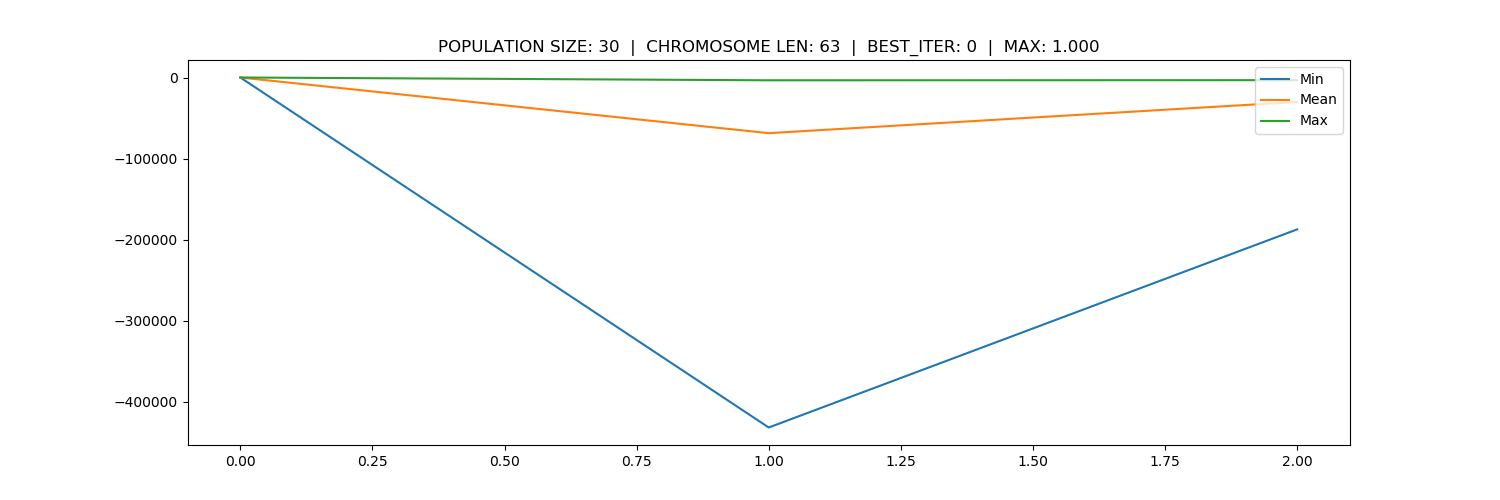 POPULATION SIZE: 30 | CHROMOSOME LEN: 63 | BEST_ITER: 0 | MAX: 1.000
0
−100000
−200000
−300000
−400000
Min
Mean
Max
0.00 0.25 0.50 0.75 1.00 1.25 1.50 1.75 2.00